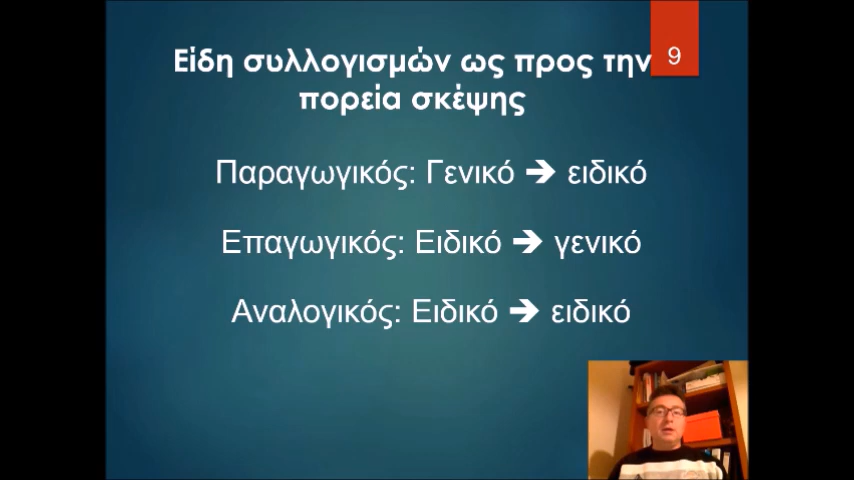 Είδη συλλογισμών ως προς την
πορεία σκέψης
9
Παραγωγικός: Γενικό ➔ ειδικό
Επαγωγικός: Ειδικό ➔ γενικό
Αναλογικός: Ειδικό ➔ ειδικό